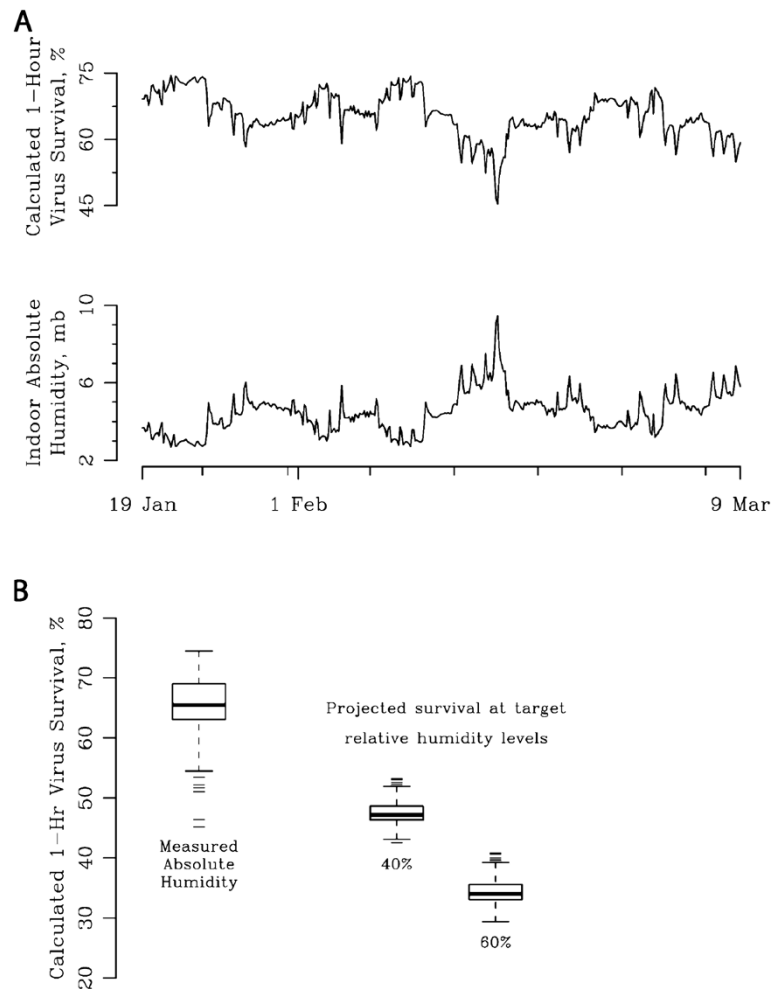 A
Calculated 1-Hour
Virus Survival, %
75
60
45
Indoor Absolute
Humidity, mb
10
6
2
19 Jan
1 Feb
9 Mar
B
Calculated 1-Hr Virus Survival, %
80
70
60
50
40
30
20
Projected survival at target
relative humidity levels
Measured
Absolute
Humidity
40%
60%